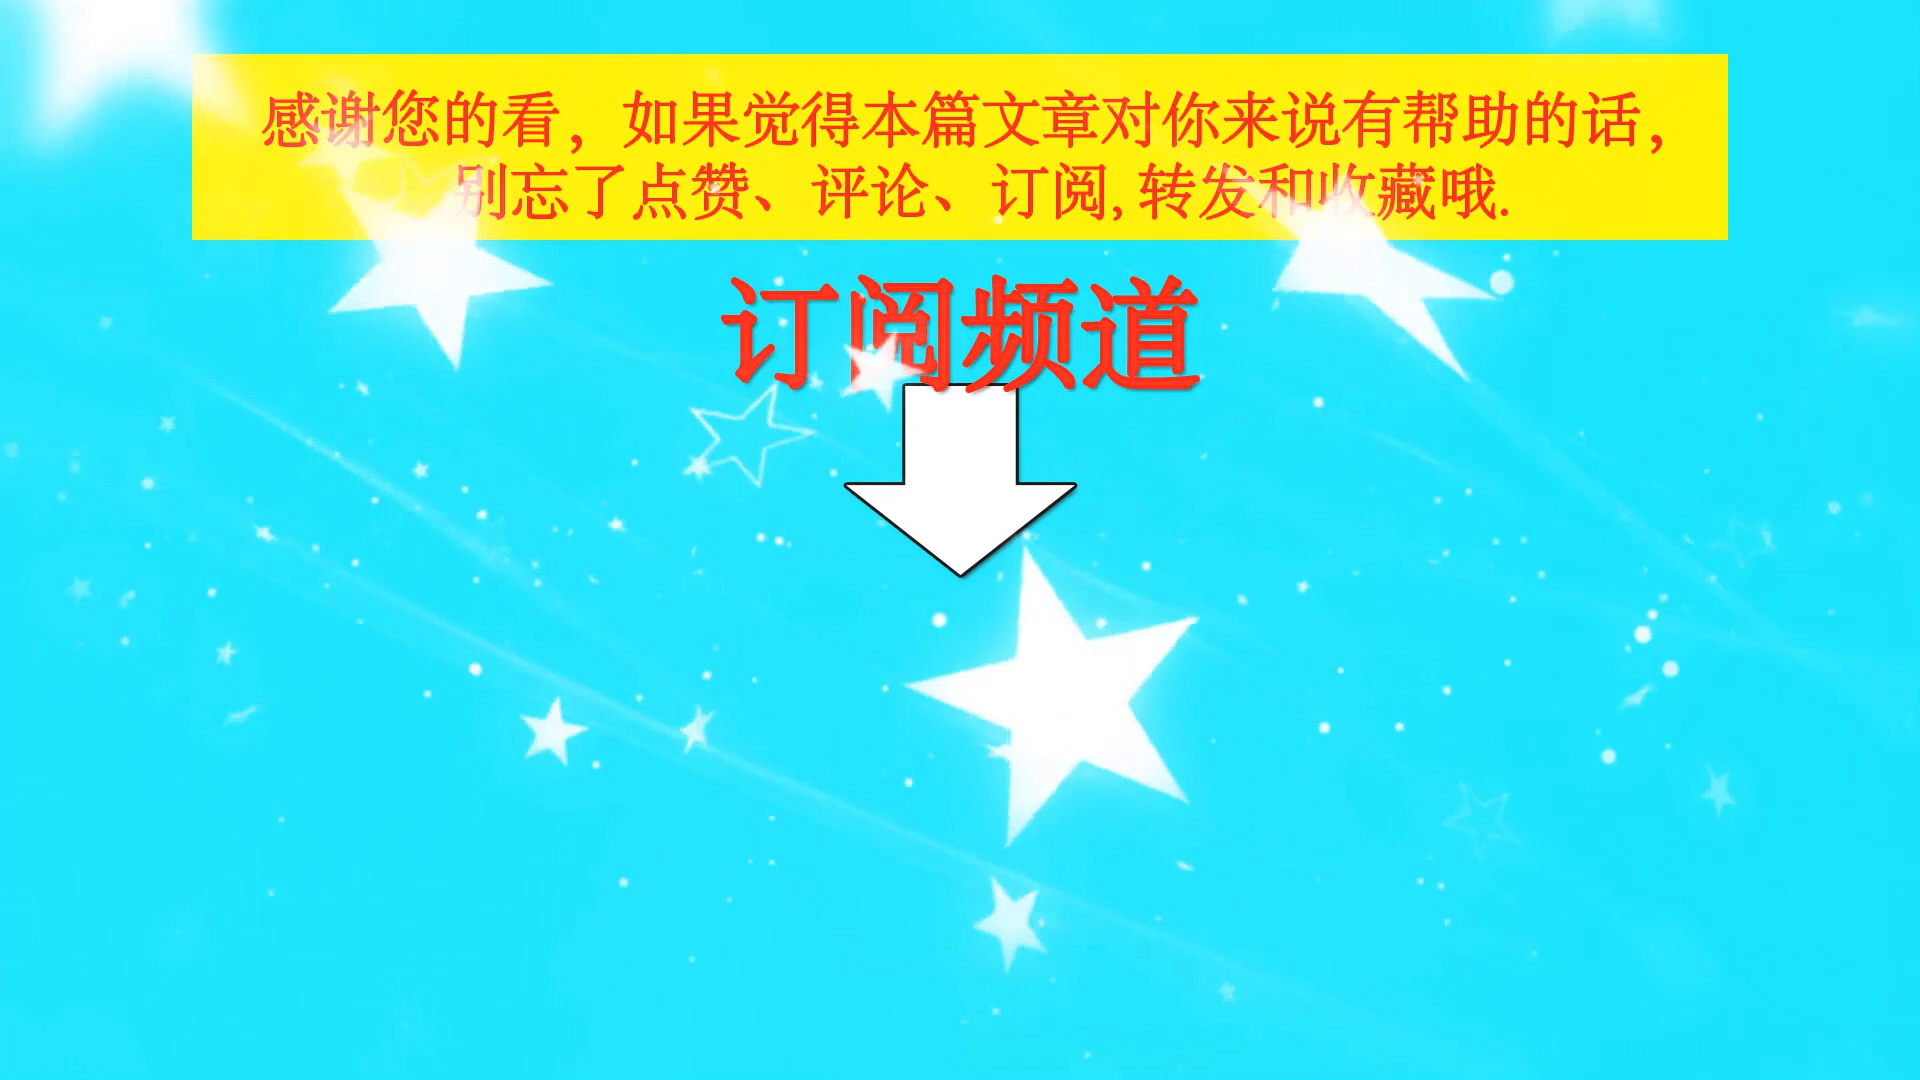 感谢您的看，如果觉得本篇文章对你来说有帮助的话，
别忘了点赞、评论、订阅,转发和收藏哦.
订阅频道